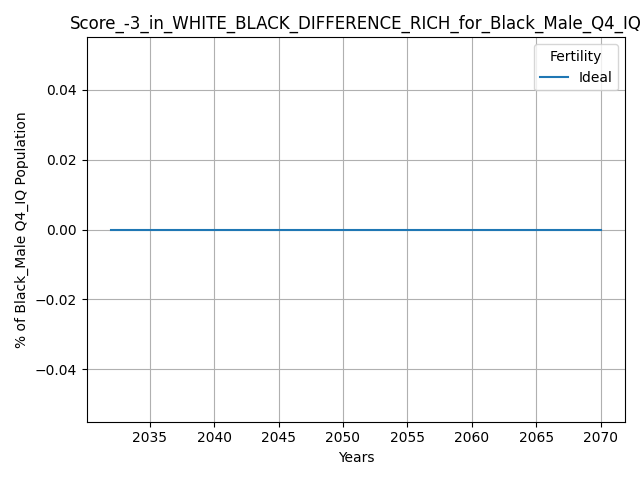 Score_-3_in_WHITE_BLACK_DIFFERENCE_RICH_for_Black_Male_Q4_IQ
Fertility
Ideal
% of Black_Male Q4_IQ Population
0.04
0.02
0.00
−0.02
−0.04
2035 2040 2045 2050 2055 2060 2065 2070
Years